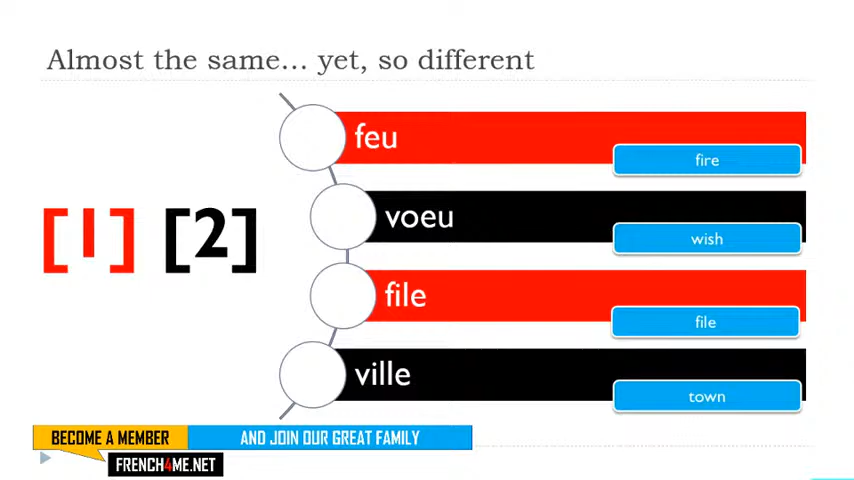 Almost the same... yet, so different
[1] [2]
feu
fire
voeu
wish
file
file
ville
town
BECOME A MEMBER
AND JOIN OUR GREAT FAMILY
FRENCH4ME.NET